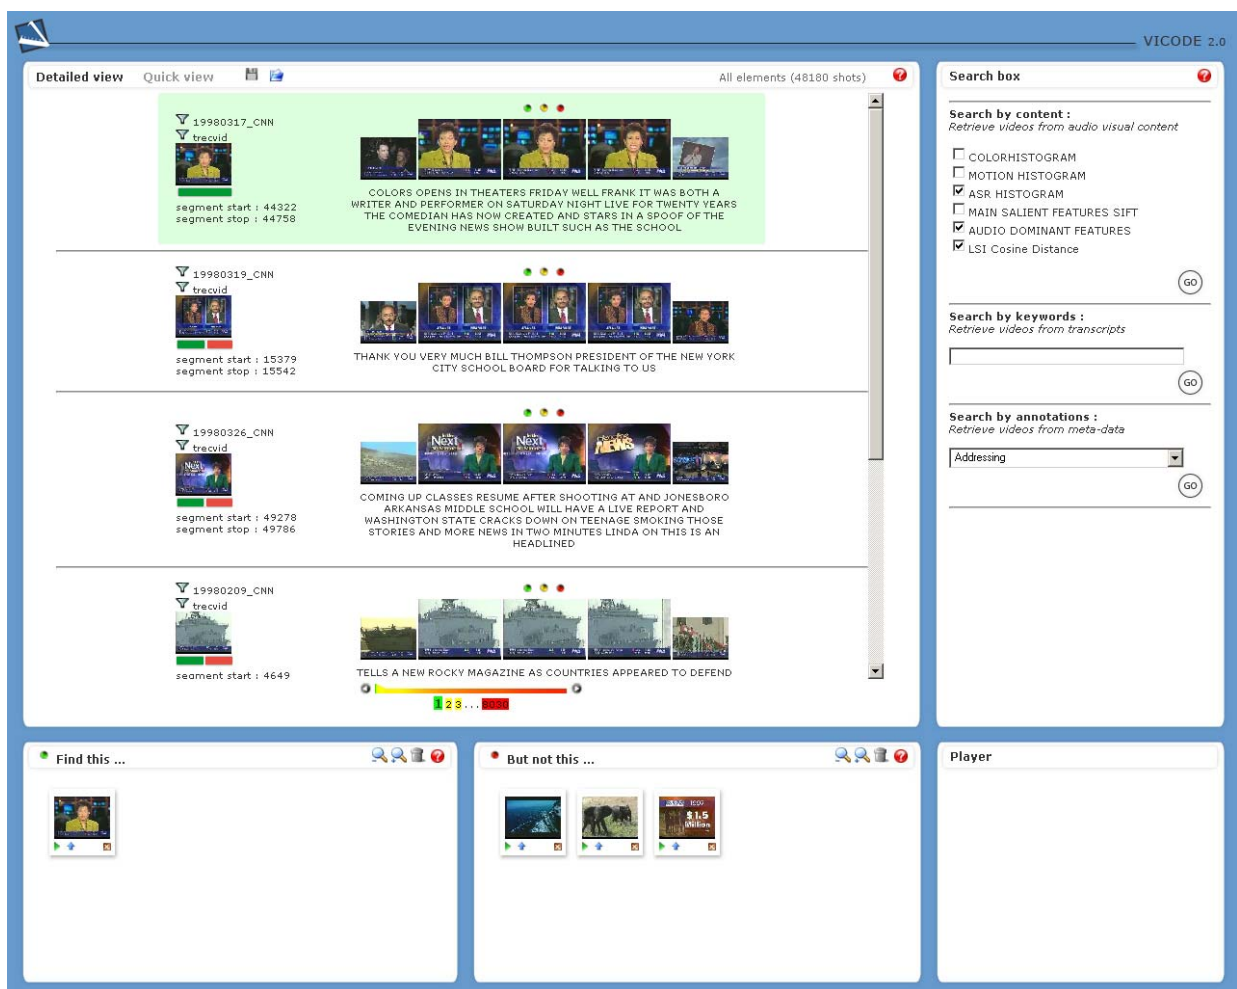 VICODE 2.0
Detailed view
Quick view
All elements (48180 shots)
19980317_CNN
trecvid
segment start : 44322
segment stop : 44758
COLORS OPENS IN THEATERS FRIDAY WELL FRANK IT WAS BOTH A
WRITER AND PERFORMER ON SATURDAY NIGHT LIVE FOR TWENTY YEARS
THE COMEDIAN HAS NOW CREATED AND STARS IN A SPOOF OF THE
EVENING NEWS SHOW BUILT SUCH AS THE SCHOOL
19980319_CNN
trecvid
segment start : 15379
segment stop : 15542
THANK YOU VERY MUCH BILL THOMPSON PRESIDENT OF THE NEW YORK
CITY SCHOOL BOARD FOR TALKING TO US
19980326_CNN
trecvid
Next
segment start : 49278
segment stop : 49786
Next
Next
NEWS
COMING UP CLASSES RESUME AFTER SHOOTING AT AND JONESBORO
ARKANSAS MIDDLE SCHOOL WILL HAVE A LIVE REPORT AND
WASHINGTON STATE CRACKS DOWN ON TEENAGE SMOKING THOSE
STORIES AND MORE NEWS IN TWO MINUTES LINDA ON THIS IS AN
HEADLINED
19980209_CNN
trecvid
segment start : 4649
TELLS A NEW ROCKY MAGAZINE AS COUNTRIES APPEARED TO DEFEND
1 2 3 ... 8030
Search box
Search by content :
Retrieve videos from audio visual content
COLORHISTOGRAM
MOTION HISTOGRAM
ASR HISTOGRAM
MAIN SALIENT FEATURES SIFT
AUDIO DOMINANT FEATURES
LSI Cosine Distance
GO
Search by keywords :
Retrieve videos from transcripts
GO
Search by annotations :
Retrieve videos from meta-data
Addressing
GO
Find this ...
But not this ...
$1.5
Million
Player